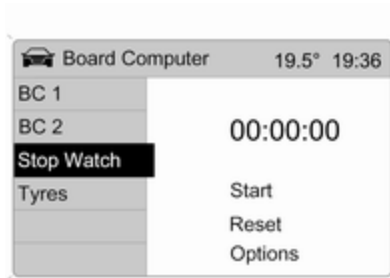 Board Computer 19.5° 19:36
BC 1
BC 2
Stop Watch
Tyres
00:00:00
Start
Reset
Options